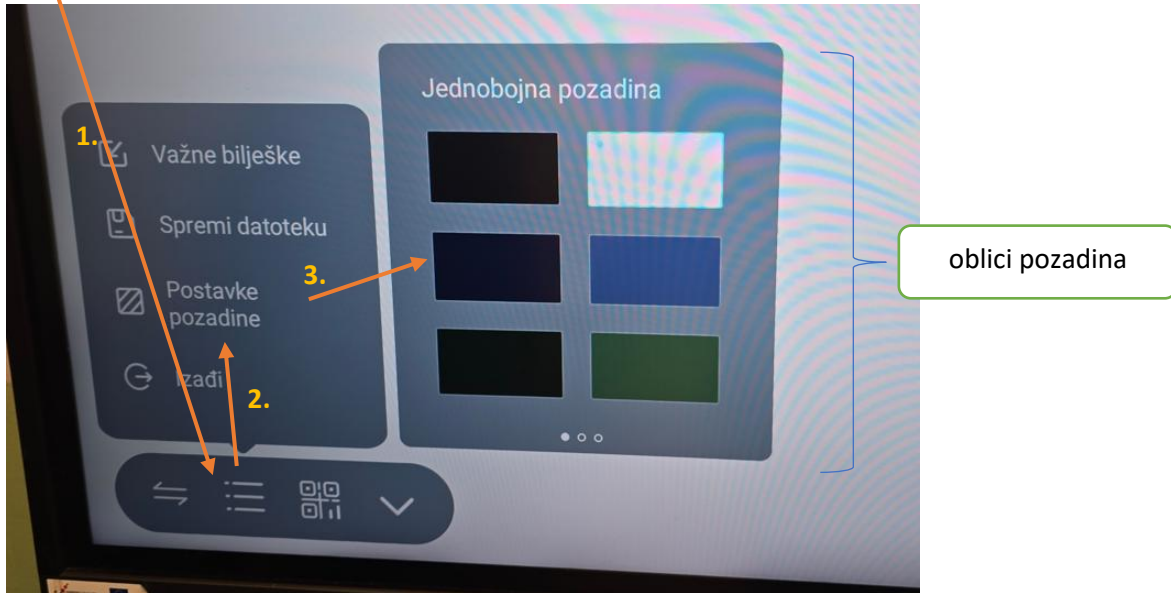 Jednobojna pozadina
1.
Važne bilješke
Spremi datoteku
3.
Postavke
pozadine
oblici pozadina
Izađi
2.